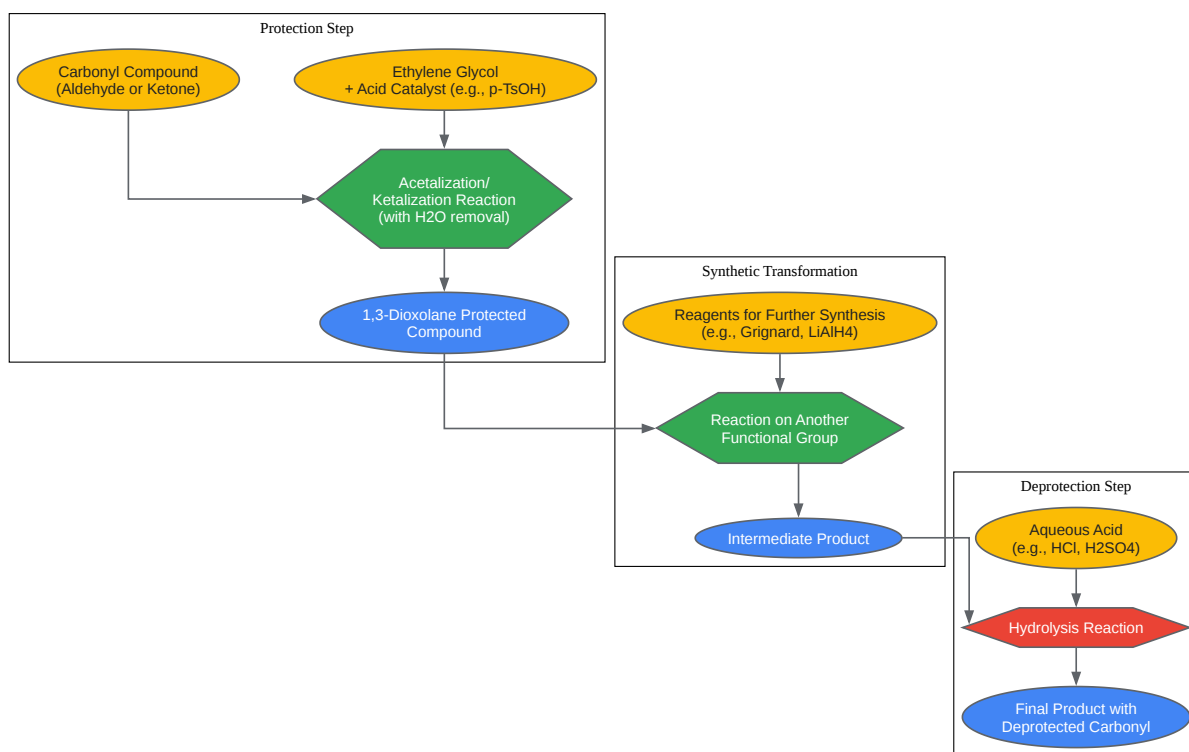 Protection Step
Carbonyl Compound
(Aldehyde or Ketone)
Ethylene Glycol
+ Acid Catalyst (e.g., p-TsOH)
Acetalization/
Ketalization Reaction
(with H2O removal)
1,3-Dioxolane Protected
Compound
Synthetic Transformation
Reagents for Further Synthesis
(e.g., Grignard, LiAlH4)
Reaction on Another
Functional Group
Intermediate Product
Deprotection Step
Aqueous Acid
(e.g., HCl, H2SO4)
Hydrolysis Reaction
Final Product with
Deprotected Carbonyl